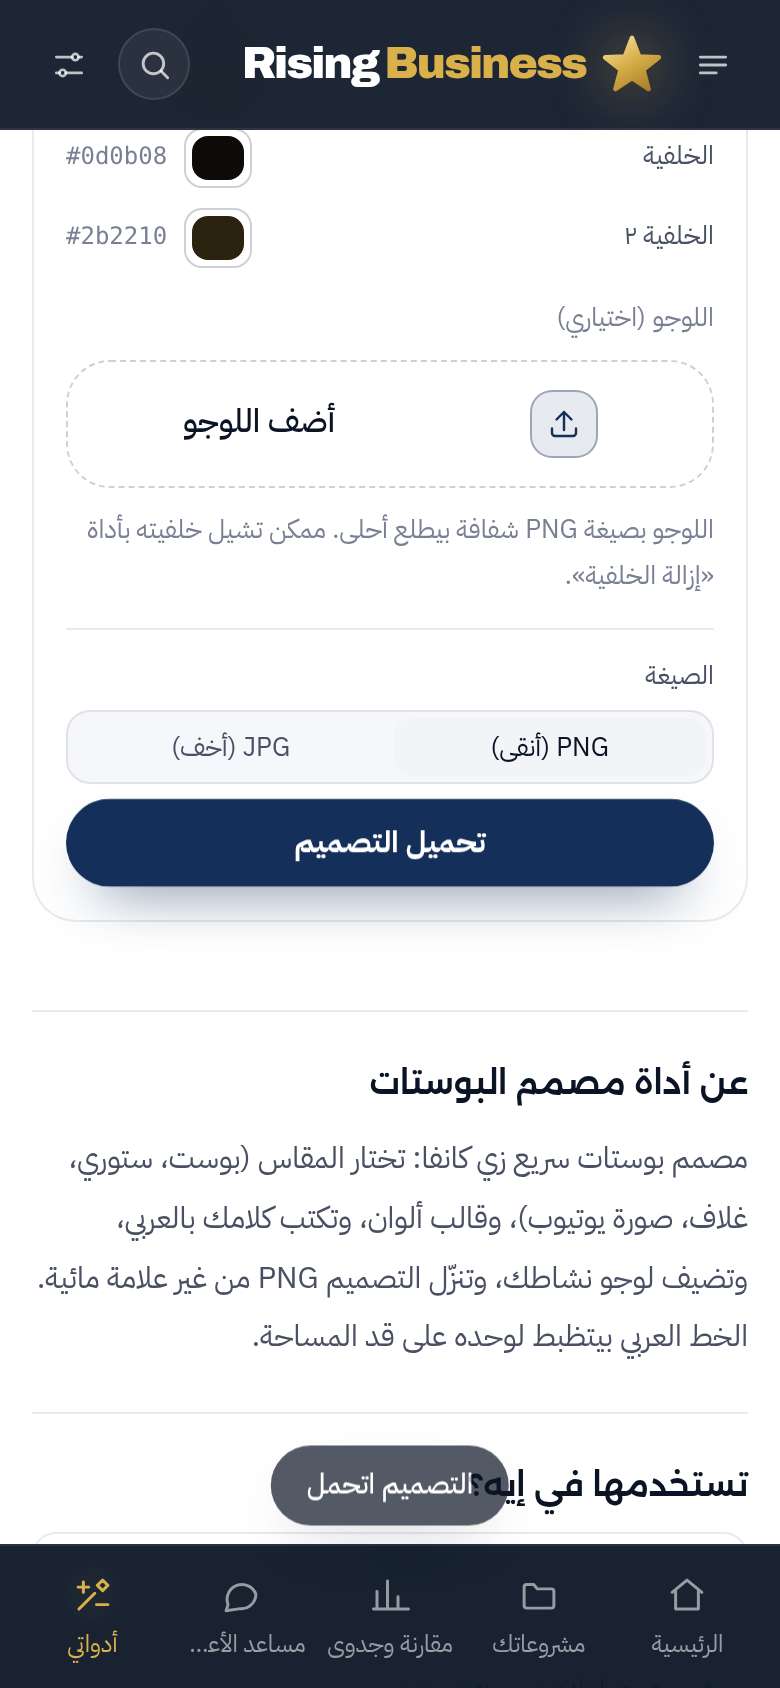 Rising Business
الخلفية
#0d0b08
الخلفية ٢
#2b2210
اللوجو (اختياري)
أضف اللوجو
اللوجو بصيغة PNG شفافة بيطلع أحلى. ممكن تشيل خلفيته بأداة
«إزالة الخلفية».
الصيغة
PNG (أنقى)
JPG (أخف)
تحميل التصميم
عن أداة مصمم البوستات
مصمم بوستات سريع زي كانفا: تختار المقاس (بوست، ستوري،
غلاف، صورة يوتيوب)، وقالب ألوان، وتكتب كلامك بالعربي،
وتضيف لوجو نشاطك، وتنزّل التصميم PNG من غير علامة مائية.
الخط العربي بيتظبط لوحده على قد المساحة.
تستخدمها في إيه؟
التصميم اتحمل
الرئيسية
مشروعاتك
مقارنة وجدوى
مساعد الأعـ...
أدواتي